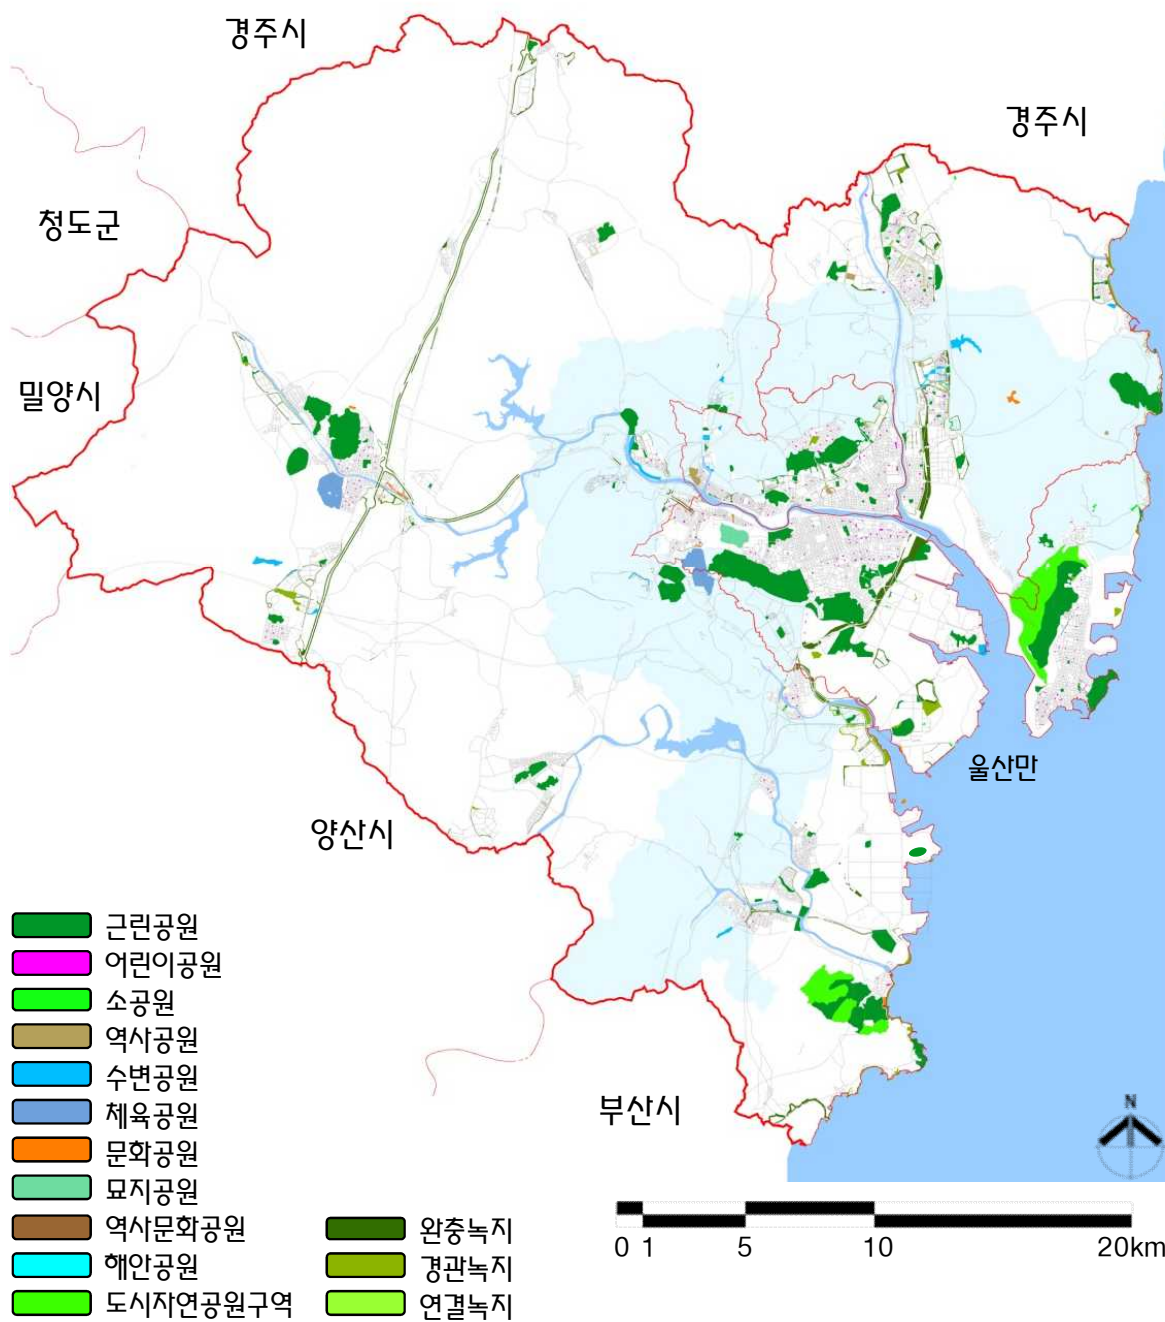 경주시
경주시
청도군
밀양시
울산만
양산시
부산시
근린공원
어린이공원
소공원
역사공원
수변공원
체육공원
문화공원
묘지공원
역사문화공원
해안공원
도시자연공원구역
완충녹지
경관녹지
연결녹지
N
0 1 5 10 20km